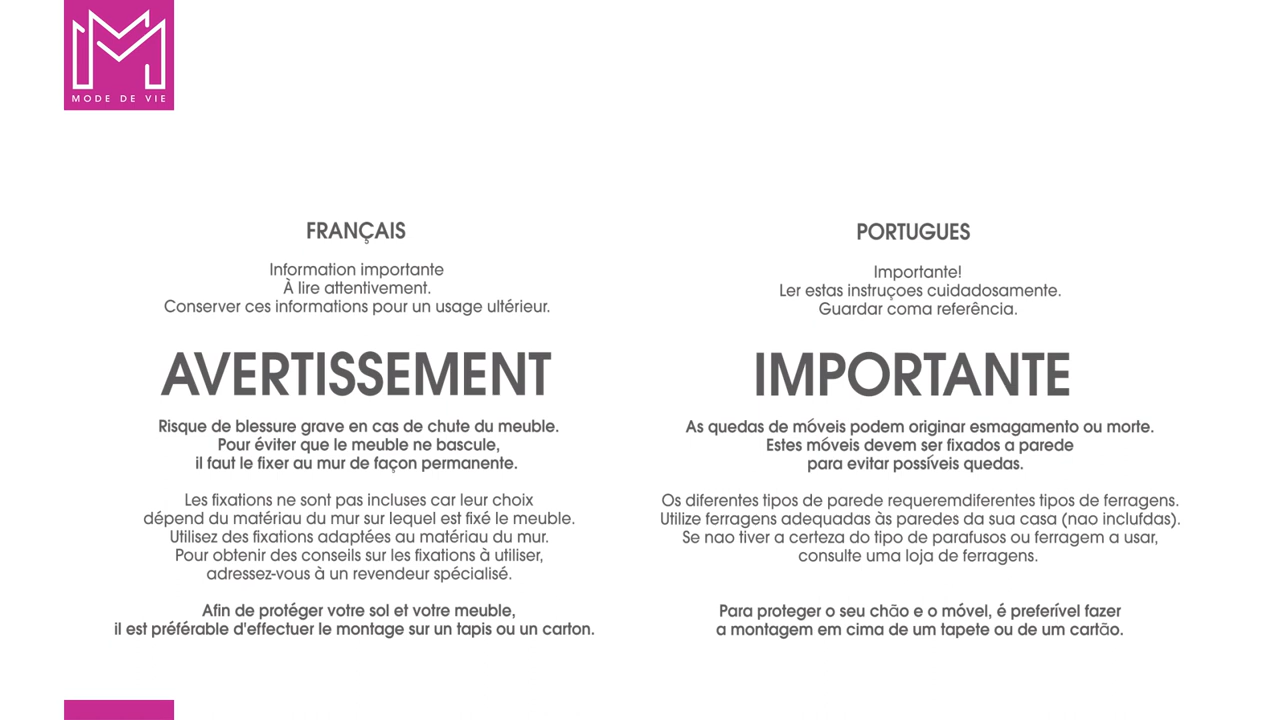 MODE DE VIE
FRANÇAIS
Information importante
À lire attentivement.
Conserver ces informations pour un usage ultérieur.
AVERTISSEMENT
Risque de blessure grave en cas de chute du meuble.
Pour éviter que le meuble ne bascule,
il faut le fixer au mur de façon permanente.
Les fixations ne sont pas incluses car leur choix
dépend du matériau du mur sur lequel est fixé le meuble.
Utilisez des fixations adaptées au matériau du mur.
Pour obtenir des conseils sur les fixations à utiliser,
adressez-vous à un revendeur spécialisé.
Afin de protéger votre sol et votre meuble,
il est préférable d'effectuer le montage sur un tapis ou un carton.
PORTUGUES
Importante!
Ler estas instruçoes cuidadosamente.
Guardar coma referência.
IMPORTANTE
As quedas de móveis podem originar esmagamento ou morte.
Estes móveis devem ser fixados a parede
para evitar possíveis quedas.
Os diferentes tipos de parede requeremdiferentes tipos de ferragens.
Utilize ferragens adequadas às paredes da sua casa (nao inclufdas).
Se nao tiver a certeza do tipo de parafusos ou ferragem a usar,
consulte uma loja de ferragens.
Para proteger o seu chão e o móvel, é preferível fazer
a montagem em cima de um tapete ou de um cartão.